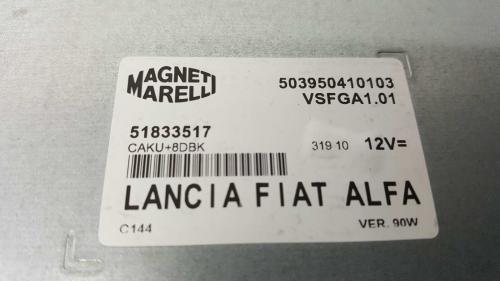 MAGNETI
MARELLI
503950410103
VSFGA1.01
51833517
CAKU+8DBK
319 10 12V=
LANCIA FIAT ALFA
C144 VER. 90W